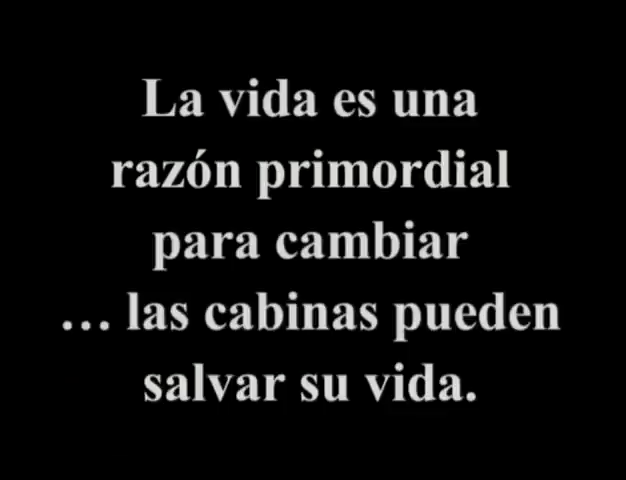 La vida es una
razón primordial
para cambiar
… las cabinas pueden
salvar su vida.